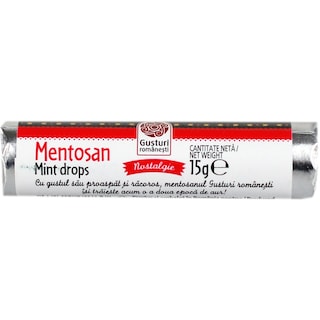 Gusturi
românești
Mentosan
Mint drops
Nostalgie
CANTITATE NETĂ/
NET WEIGHT
15g℮
Cu gustul său proaspăt și răcoros, mentosanul Gusturi românești
își trăiește acum o a doua epocă de aur!